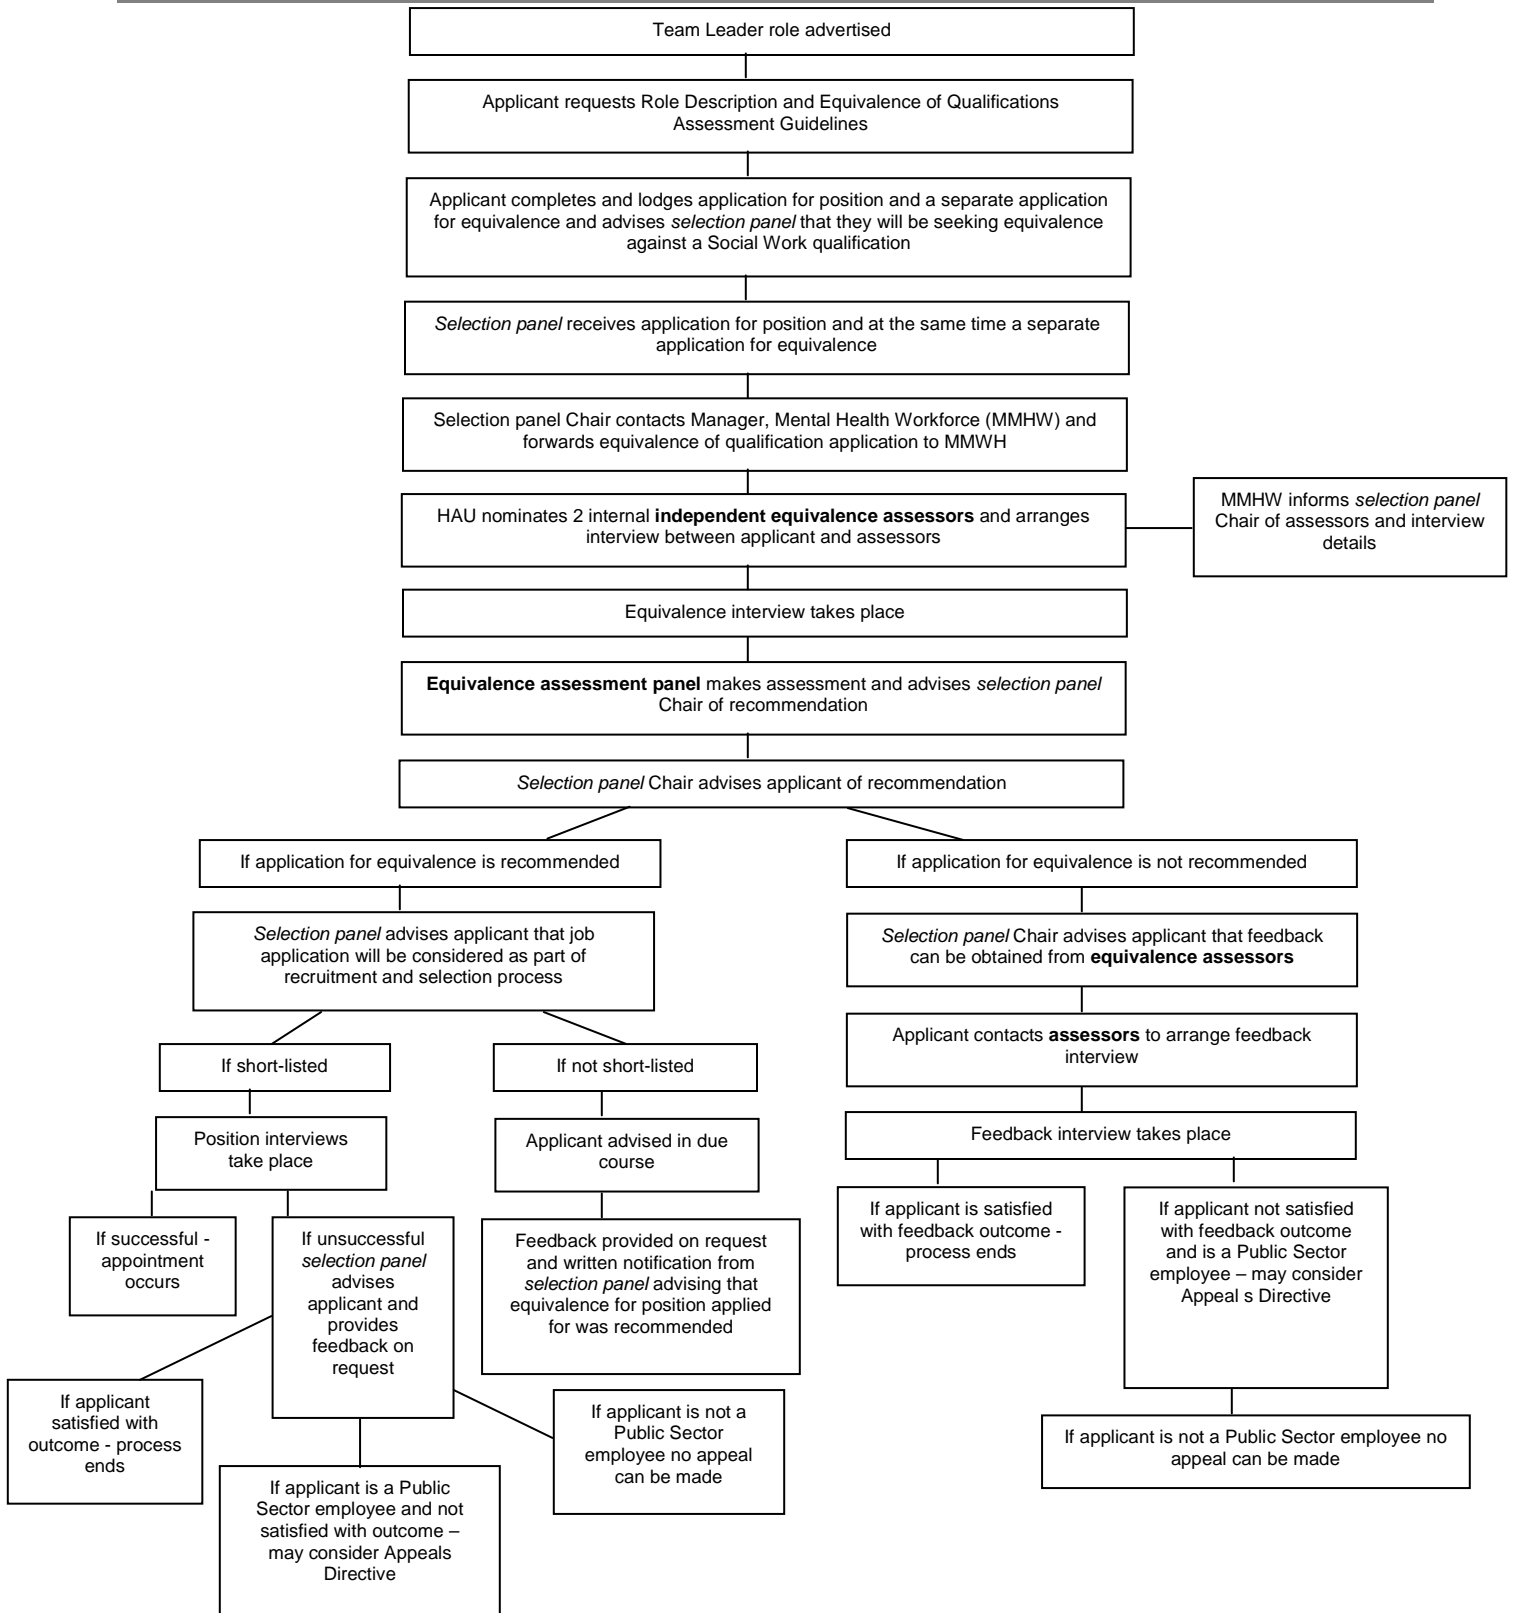 Team Leader role advertised
Applicant requests Role Description and Equivalence of Qualifications
Assessment Guidelines
Applicant completes and lodges application for position and a separate application
for equivalence and advises selection panel that they will be seeking equivalence
against a Social Work qualification
Selection panel receives application for position and at the same time a separate
application for equivalence
Selection panel Chair contacts Manager, Mental Health Workforce (MMHW) and
forwards equivalence of qualification application to MMWH
HAU nominates 2 internal independent equivalence assessors and arranges
interview between applicant and assessors
MMHW informs selection panel
Chair of assessors and interview
details
Equivalence interview takes place
Equivalence assessment panel makes assessment and advises selection panel
Chair of recommendation
Selection panel Chair advises applicant of recommendation
If application for equivalence is recommended
Selection panel advises applicant that job
application will be considered as part of
recruitment and selection process
If short-listed
Position interviews
take place
If successful -
appointment
occurs
If unsuccessful
selection panel
advises
applicant and
provides
feedback on
request
If applicant
satisfied with
outcome - process
ends
If applicant is a Public
Sector employee and not
satisfied with outcome –
may consider Appeals
Directive
If applicant is not a
Public Sector
employee no appeal
can be made
If not short-listed
Applicant advised in due
course
Feedback provided on request
and written notification from
selection panel advising that
equivalence for position applied
for was recommended
If application for equivalence is not recommended
Selection panel Chair advises applicant that feedback
can be obtained from equivalence assessors
Applicant contacts assessors to arrange feedback
interview
Feedback interview takes place
If applicant is satisfied
with feedback outcome -
process ends
If applicant not satisfied
with feedback outcome
and is a Public Sector
employee – may consider
Appeal s Directive
If applicant is not a Public Sector employee no
appeal can be made